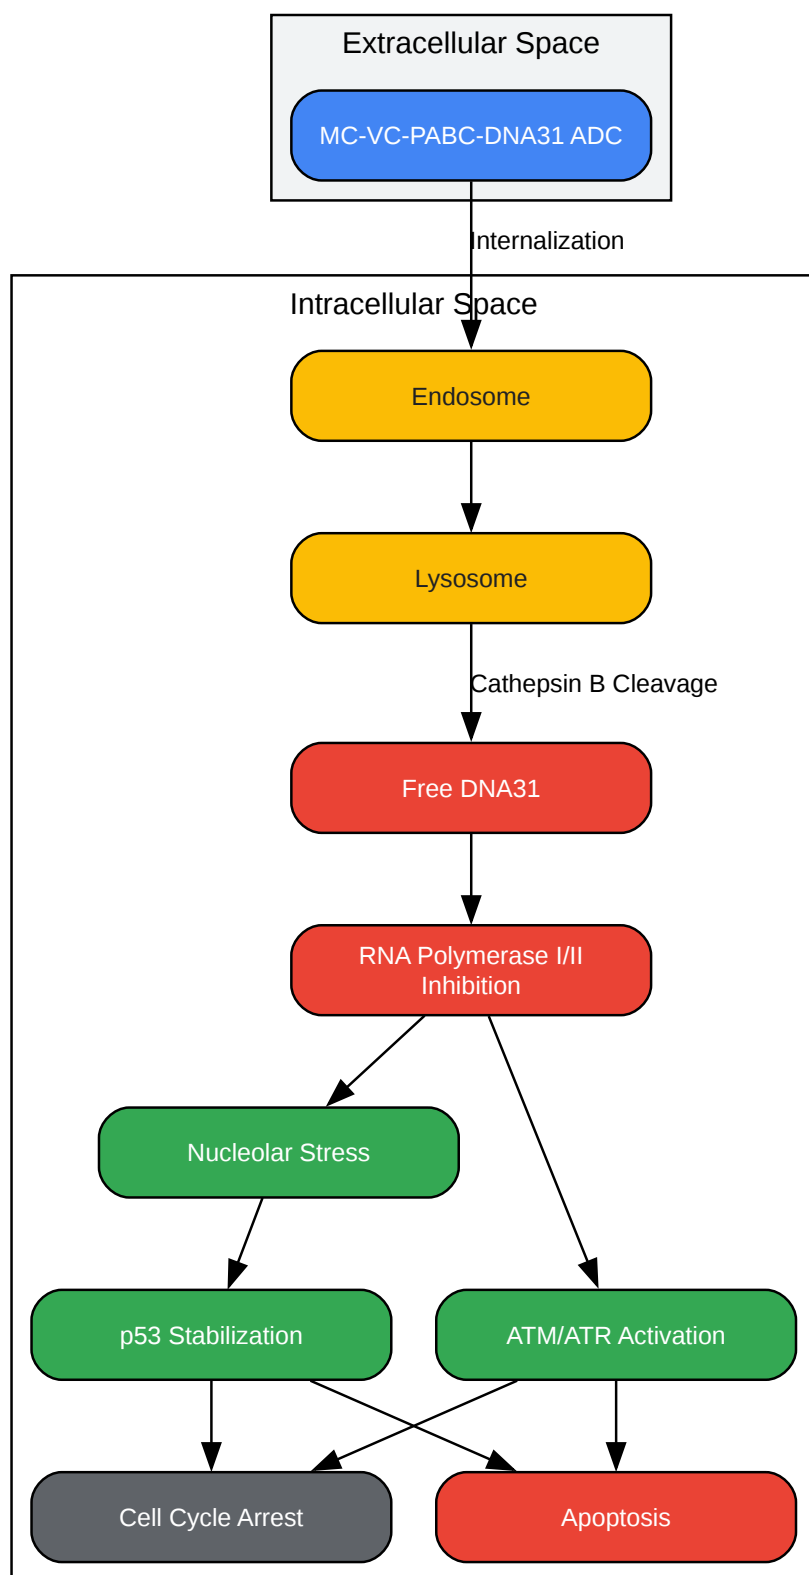 Extracellular Space
MC-VC-PABC-DNA31 ADC
Internalization
Intracellular Space
Endosome
Lysosome
Cathepsin B Cleavage
Free DNA31
RNA Polymerase I/II
Inhibition
Nucleolar Stress
p53 Stabilization
ATM/ATR Activation
Cell Cycle Arrest
Apoptosis